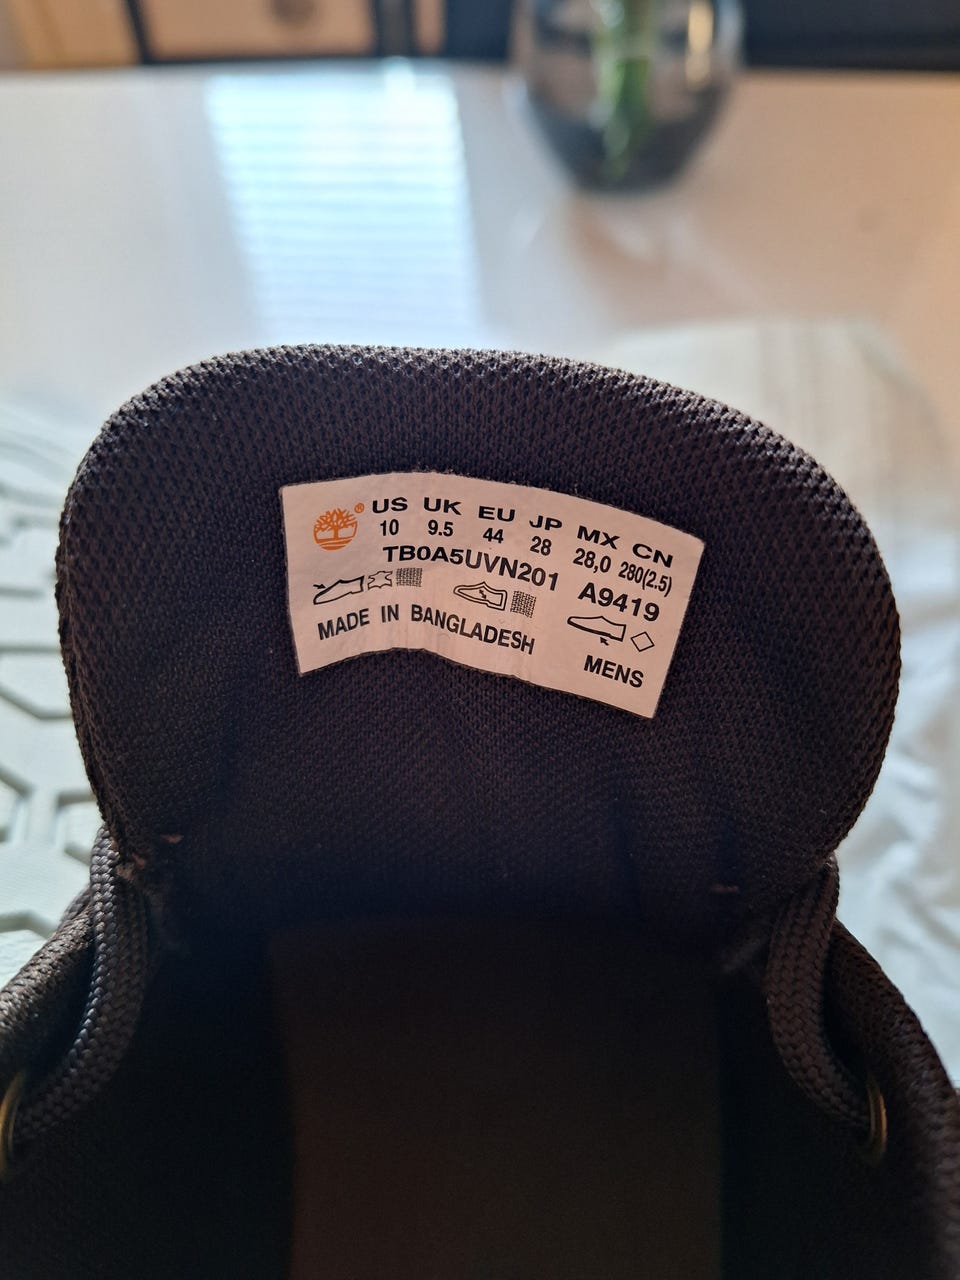 ® US UK EU JP MX CN
10 9.5 44 28 28,0 280(2.5)
TB0A5UVN201 A9419
MADE IN BANGLADESH MENS